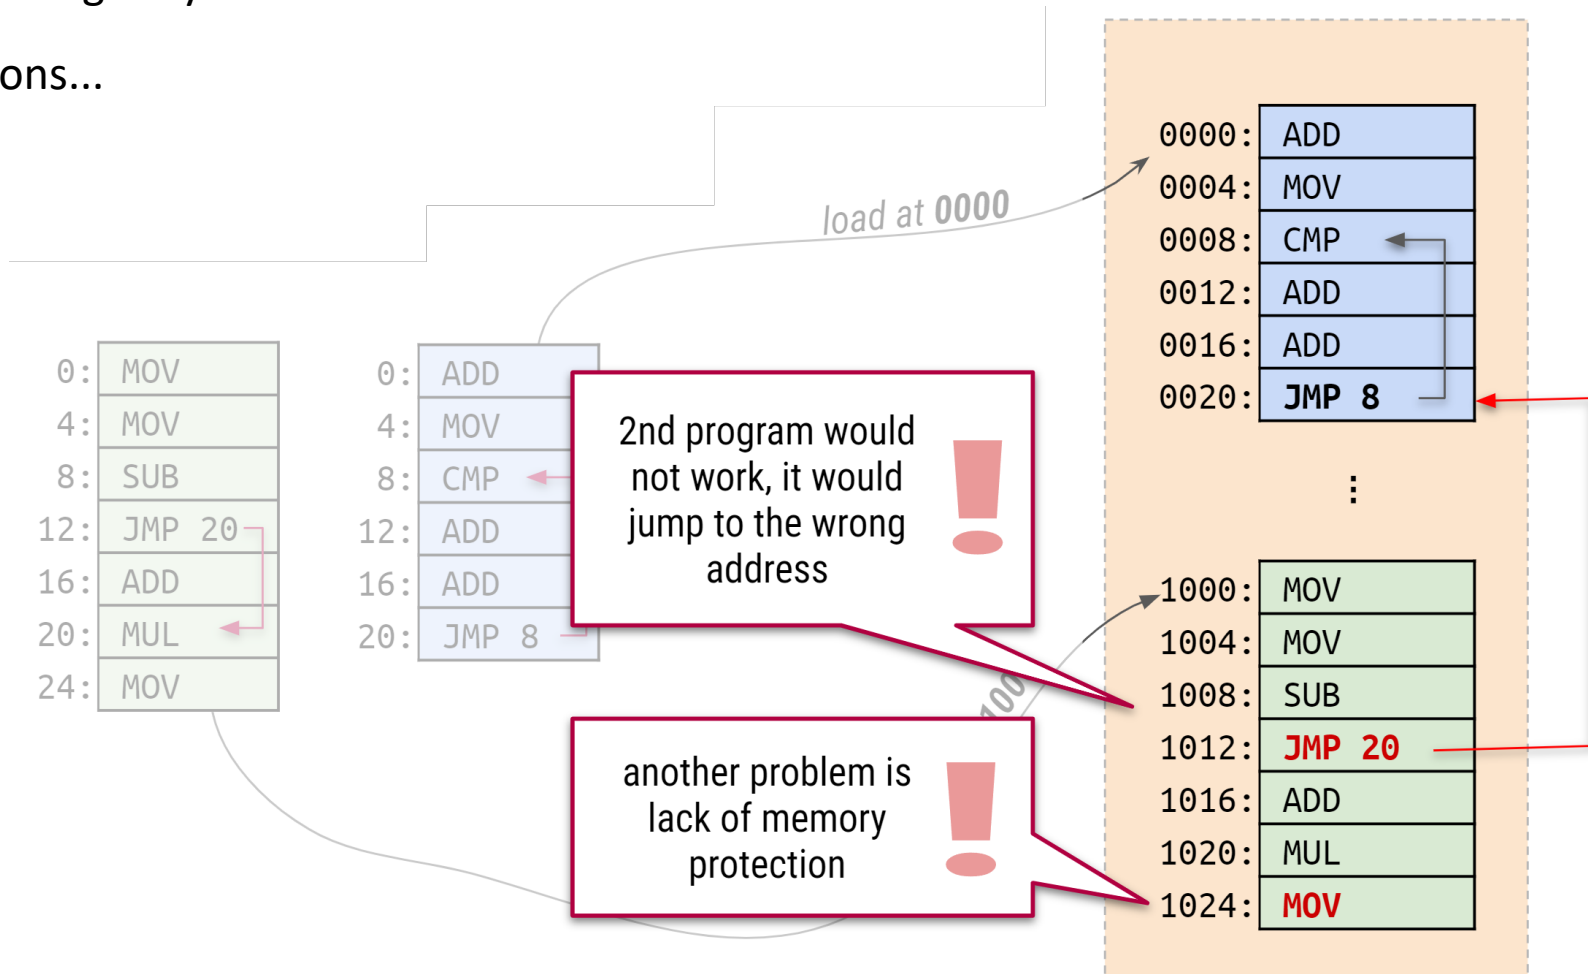 ons...
load at 0000
0: MOV
4: MOV
8: SUB
12: JMP 20
16: ADD
20: MUL
24: MOV
0: ADD
4: MOV
8: CMP
12: ADD
16: ADD
20: JMP 8
2nd program would
not work, it would
jump to the wrong
address
another problem is
lack of memory
protection
100
0000: ADD
0004: MOV
0008: CMP
0012: ADD
0016: ADD
0020: JMP 8
⋮
1000: MOV
1004: MOV
1008: SUB
1012: JMP 20
1016: ADD
1020: MUL
1024: MOV